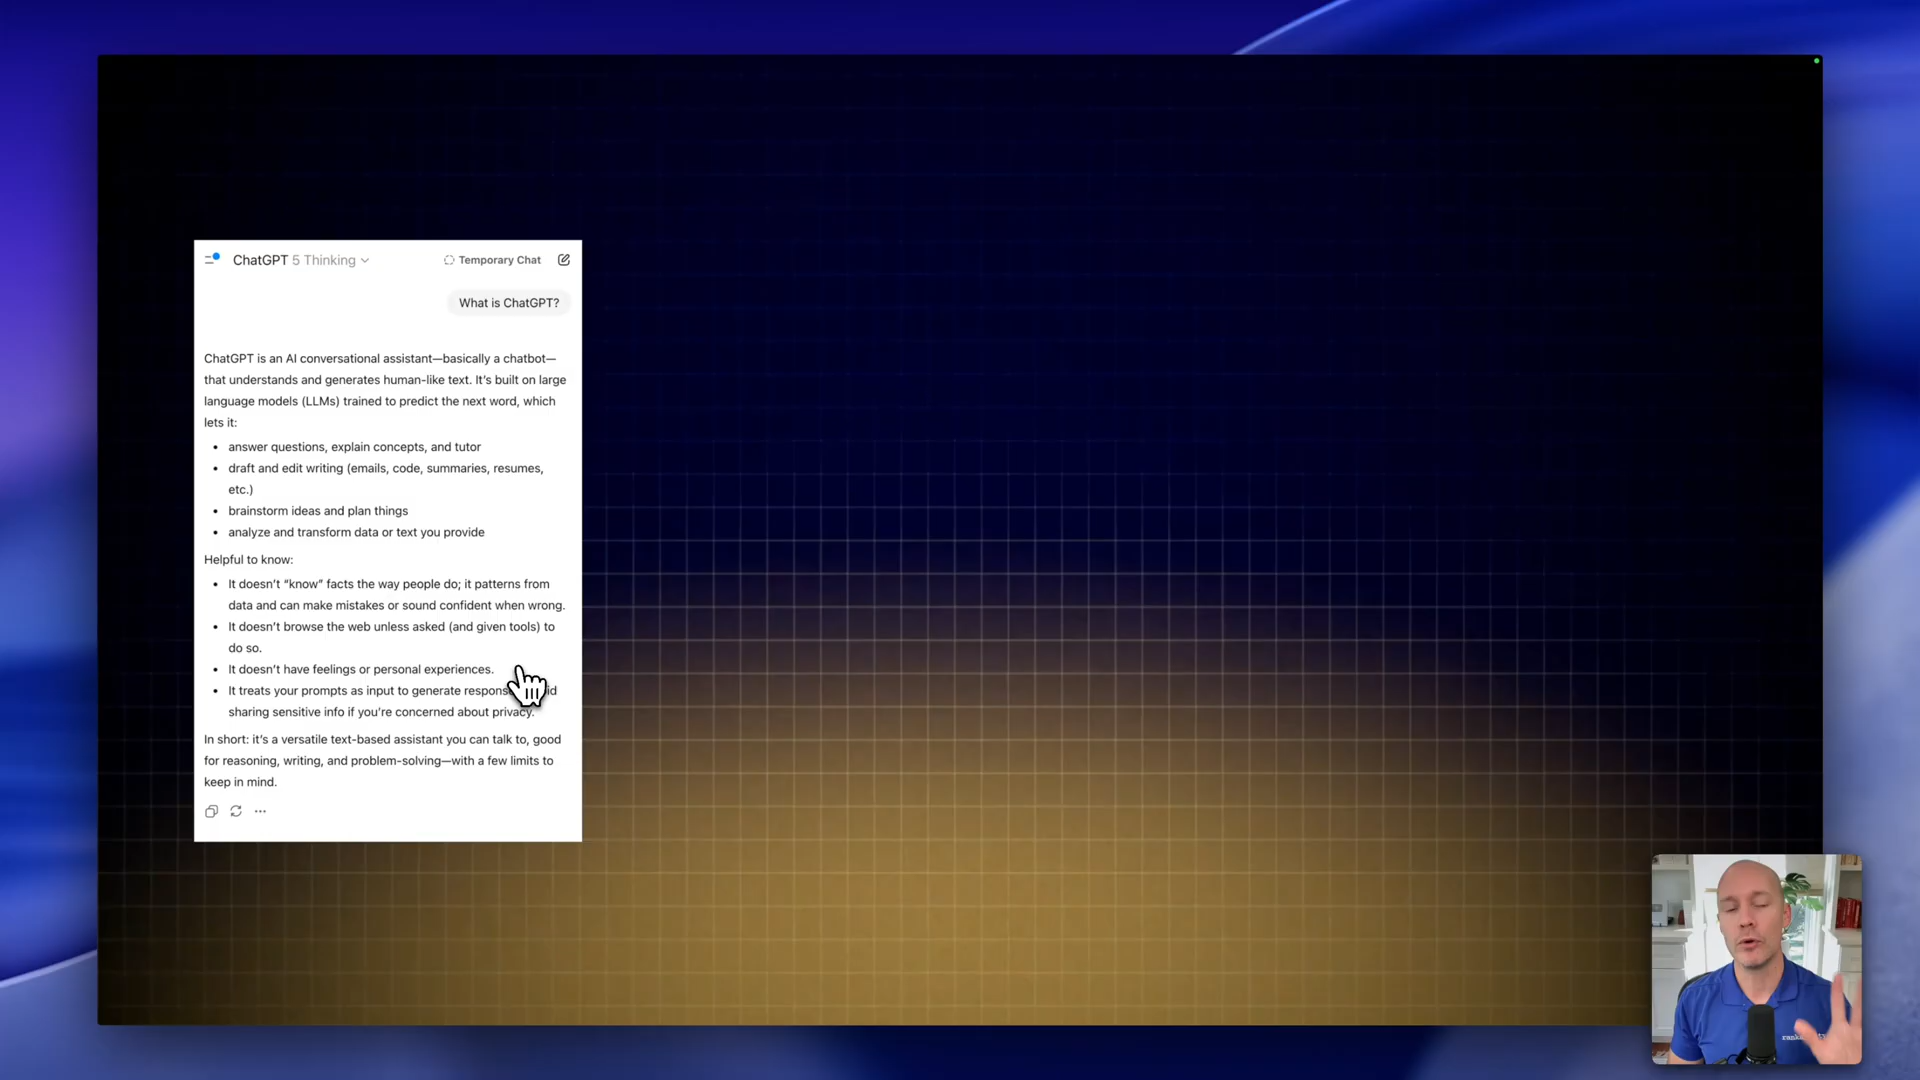 ChatGPT 5 Thinking
Temporary Chat
What is ChatGPT?
ChatGPT is an AI conversational assistant—basically a chatbot—
that understands and generates human-like text. It’s built on large
language models (LLMs) trained to predict the next word, which
lets it:
• answer questions, explain concepts, and tutor
• draft and edit writing (emails, code, summaries, resumes,
etc.)
• brainstorm ideas and plan things
• analyze and transform data or text you provide
Helpful to know:
• It doesn’t “know” facts the way people do; it patterns from
data and can make mistakes or sound confident when wrong.
• It doesn’t browse the web unless asked (and given tools) to
do so.
• It doesn’t have feelings or personal experiences.
• It treats your prompts as input to generate
sharing sensitive info if you’re concerned about privacy.
In short: it’s a versatile text-based assistant you can talk to, good
for reasoning, writing, and problem-solving—with a few limits to
keep in mind.